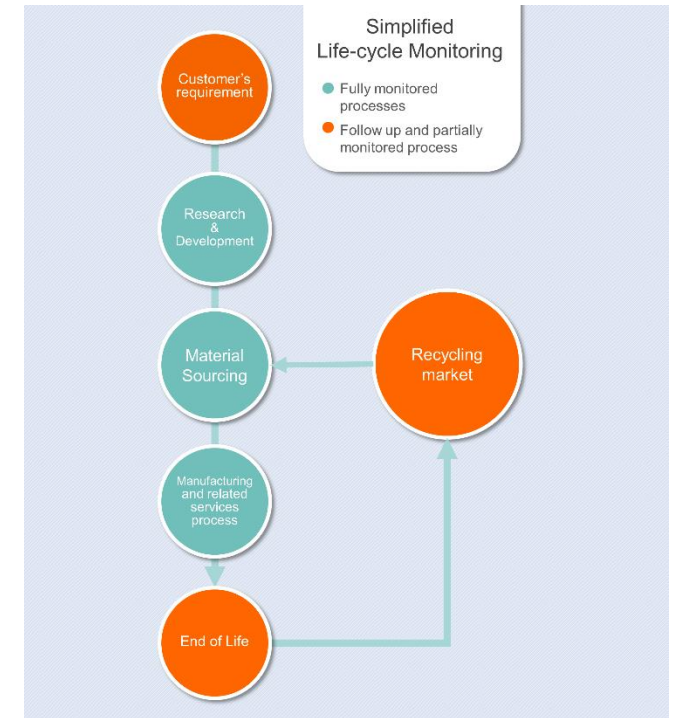 Simplified
Life-cycle Monitoring
Fully monitored
processes
Follow up and partially
monitored process
Customer's
requirement
Research
&
Development
Material
Sourcing
Recycling
market
Manufacturing
and related
services
process
End of Life